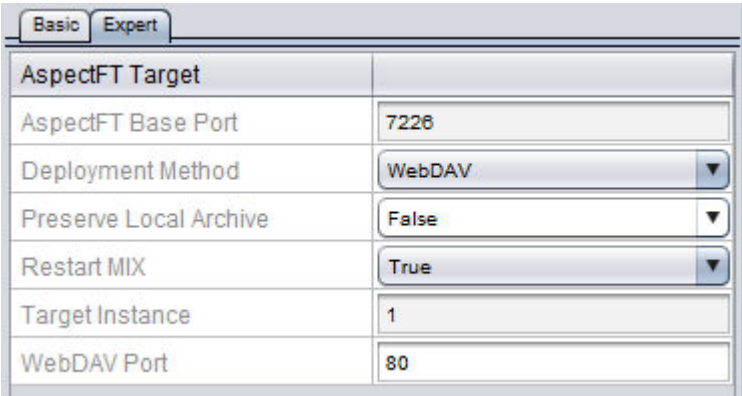 Basic Expert
AspectFT Target
AspectFT Base Port 7226
Deployment Method WebDAV
Preserve Local Archive False
Restart MIX True
Target Instance 1
WebDAV Port 80